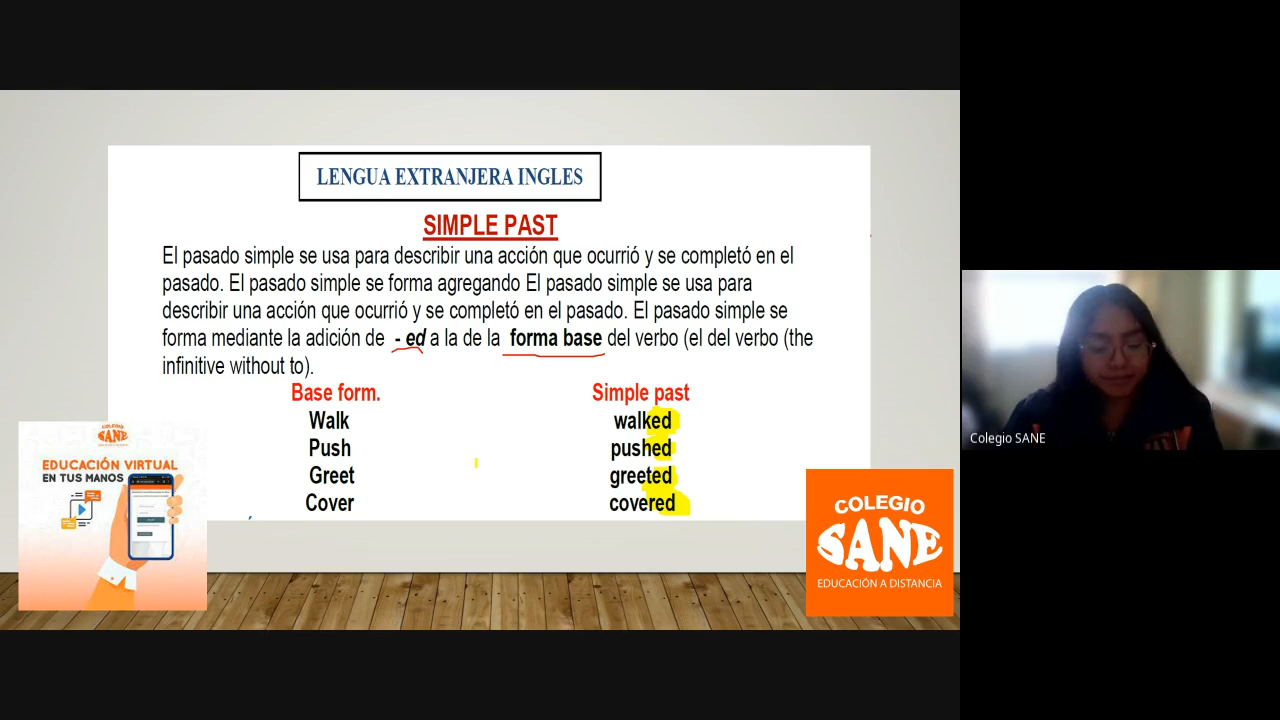 LENGUA EXTRANJERA INGLES
SIMPLE PAST
El pasado simple se usa para describir una acción que ocurrió y se completó en el
pasado. El pasado simple se forma agregando El pasado simple se usa para
describir una acción que ocurrió y se completó en el pasado. El pasado simple se
forma mediante la adición de - ed a la de la forma base del verbo (el del verbo (the
infinitive without to).
Base form. Simple past
Walk walked
Push pushed
Greet greeted
Cover covered
COLEGIO
SANE
EDUCACIÓN VIRTUAL
EN TUS MANOS
COLEGIO
SANE
EDUCACIÓN A DISTANCIA
Colegio SANE